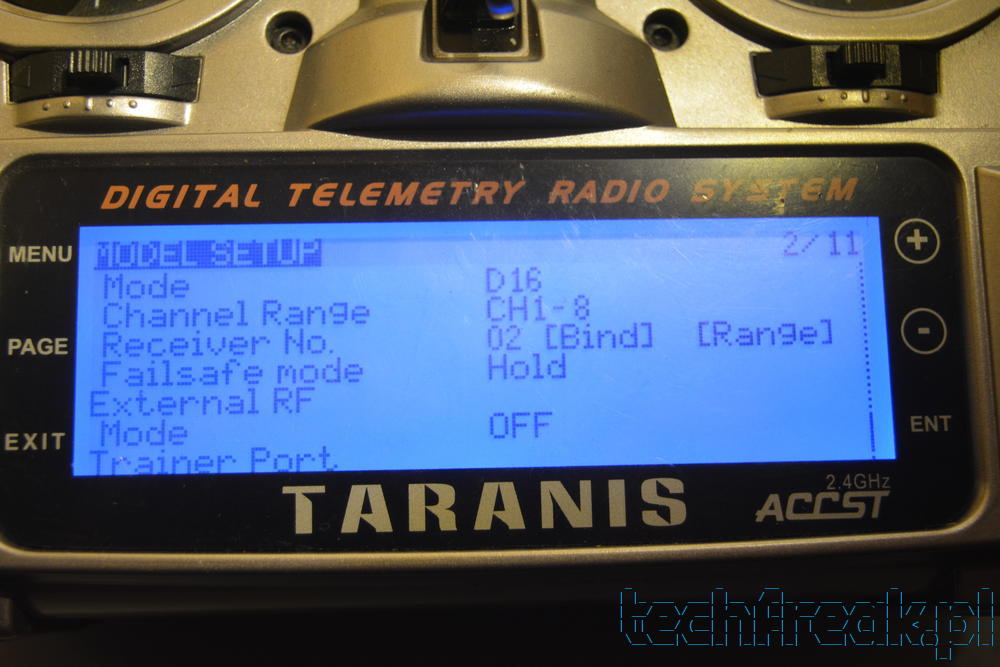 DIGITAL TELEMETRY RADIO SYSTEM
MENU
PAGE
EXIT
MODEL SETUP 2/11
Mode D16
Channel Range CH1-8
Receiver No. 02 [Bind] [Range]
Failsafe mode Hold
External RF
Mode OFF
Trainer Port
+
-
ENT
TARANIS
2.4GHz
ACCST
techfreak.pl